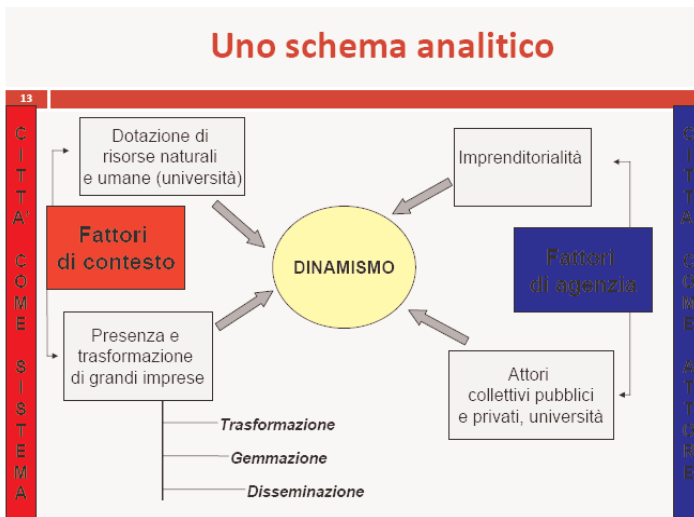 Uno schema analitico
13
CITTA' COME SISTEMA
Dotazione di
risorse naturali
e umane (università)
Imprenditorialità
Fattori
di contesto
DINAMISMO
Fattori
di agenzia
Presenza e
trasformazione
di grandi imprese
Attori
collettivi pubblici
e privati, università
Trasformazione
Gemmazione
Disseminazione
CITTA' COME ATTORE